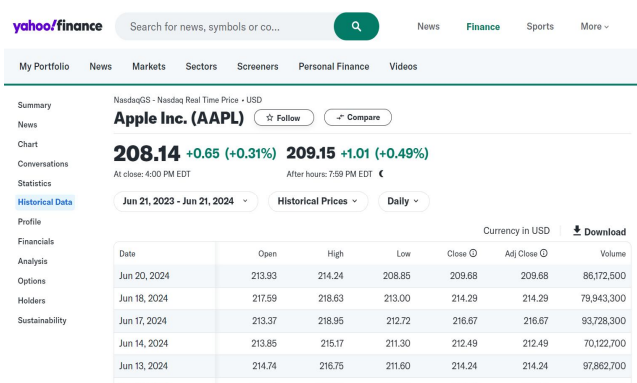 yahoo!finance
Search for news, symbols or co...
News Finance Sports More
My Portfolio News Markets Sectors Screeners Personal Finance Videos
Summary
News
Chart
Conversations
Statistics
Historical Data
Profile
Financials
Analysis
Options
Holders
Sustainability
NasdaqGS - Nasdaq Real Time Price • USD
Apple Inc. (AAPL) Follow Compare
208.14 +0.65 (+0.31%) 209.15 +1.01 (+0.49%)
At close: 4:00 PM EDT After hours: 7:59 PM EDT
Jun 21, 2023 - Jun 21, 2024 Historical Prices Daily
Currency in USD Download
Date Open High Low Close Adj Close Volume
Jun 20, 2024 213.93 214.24 208.85 209.68 209.68 86,172,500
Jun 18, 2024 217.59 218.63 213.00 214.29 214.29 79,943,300
Jun 17, 2024 213.37 218.95 212.72 216.67 216.67 93,728,300
Jun 14, 2024 213.85 215.17 211.30 212.49 212.49 70,122,700
Jun 13, 2024 214.74 216.75 211.60 214.24 214.24 97,862,700